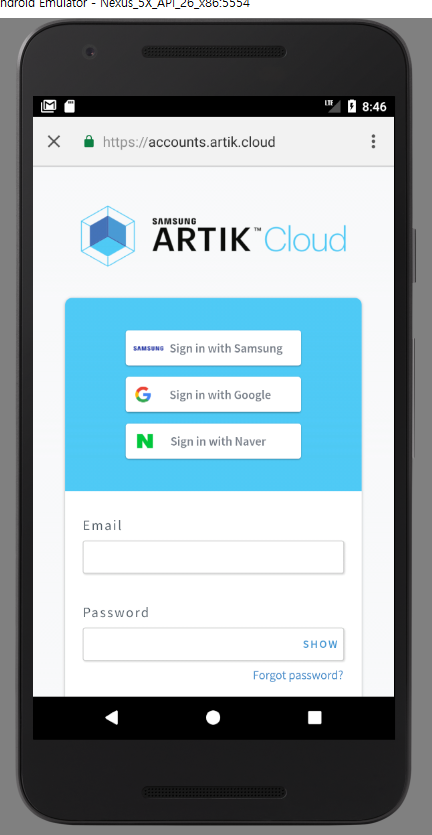 ndroid Emulator - Nexus_5X_API_26_x86:5554
LTE 8:46
https://accounts.artik.cloud
SAMSUNG
ARTIK™ Cloud
SAMSUNG Sign in with Samsung
G Sign in with Google
N Sign in with Naver
Email
Password
SHOW
Forgot password?